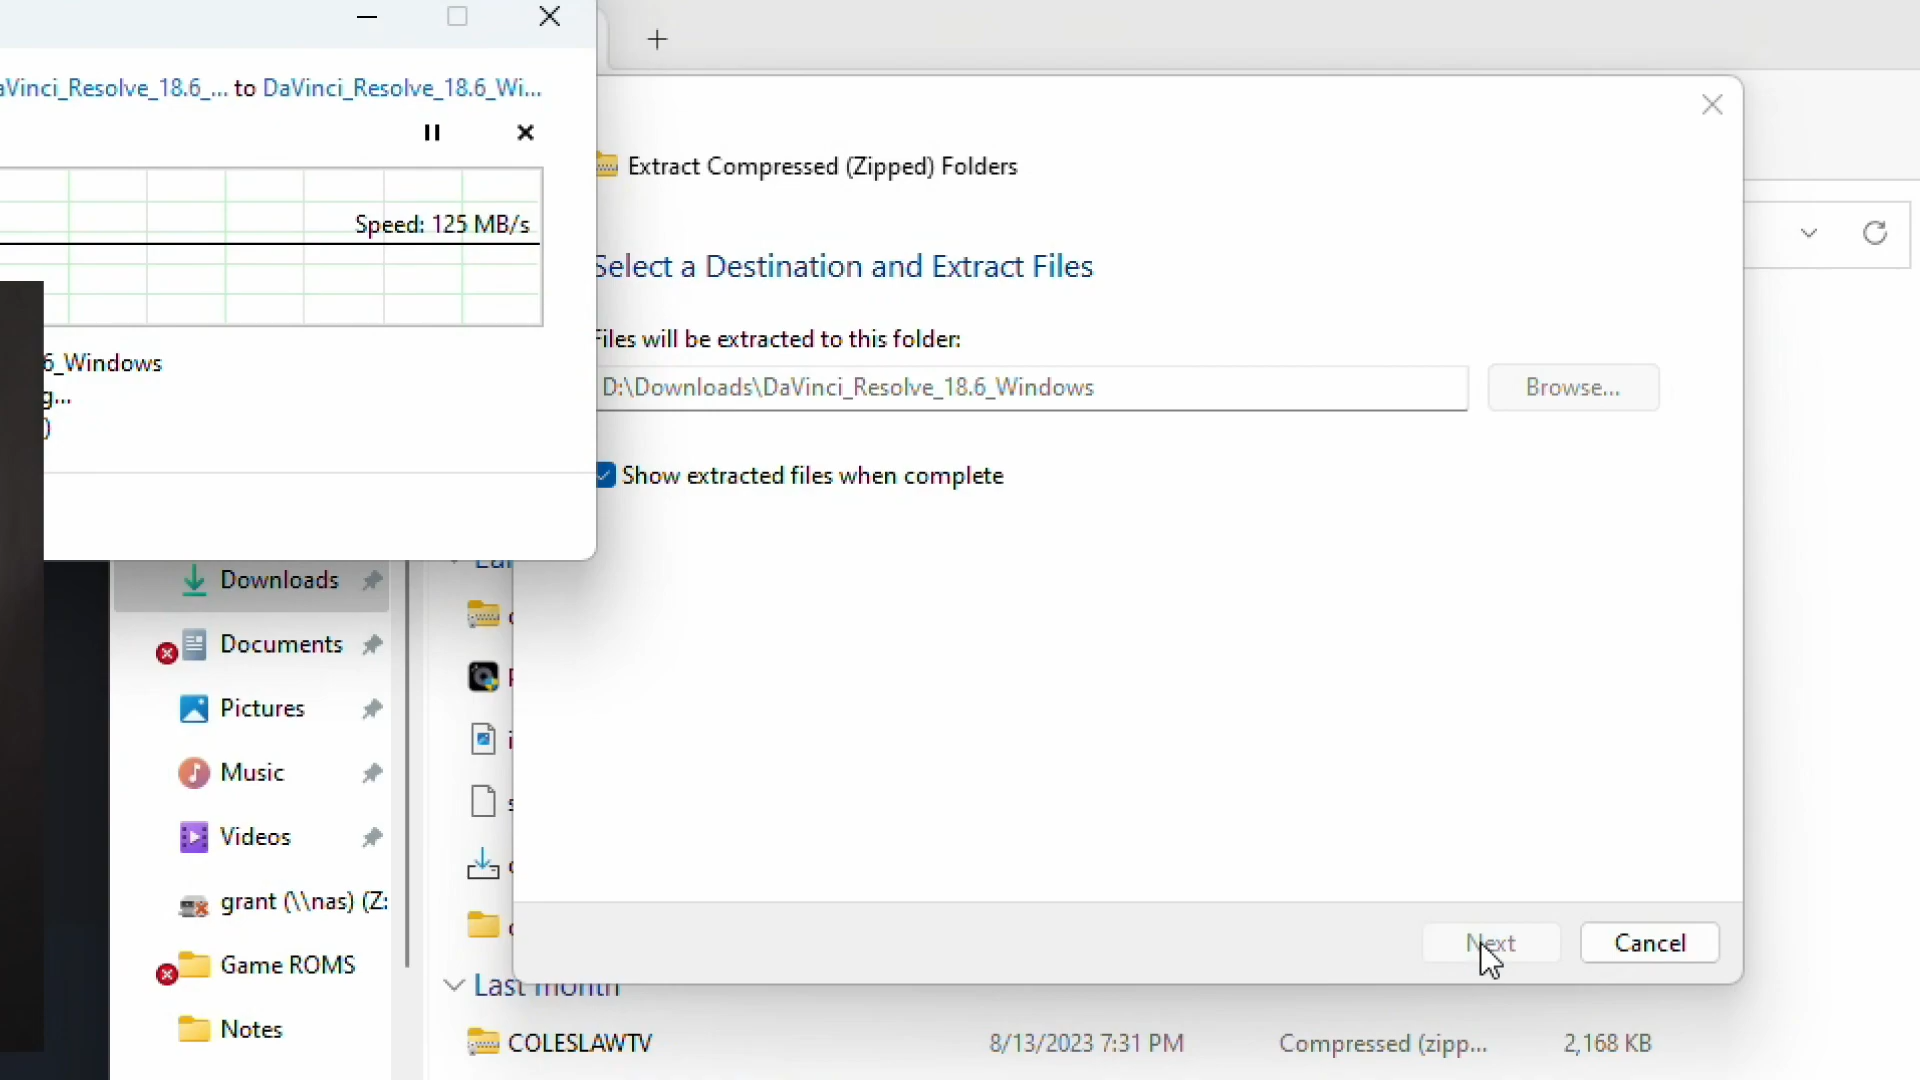 aVinci_Resolve_18.6_... to DaVinci_Resolve_18.6_Wi...
Speed: 125 MB/s
6_Windows
g...
)
Extract Compressed (Zipped) Folders
Select a Destination and Extract Files
Files will be extracted to this folder:
D:\Downloads\DaVinci_Resolve_18.6_Windows
Browse...
Show extracted files when complete
Next
Cancel
Downloads
Documents
Pictures
Music
Videos
grant (\\nas) (Z:
Game ROMS
Notes
Last month
COLESLAWTV 8/13/2023 7:31 PM Compressed (zipp... 2,168 KB